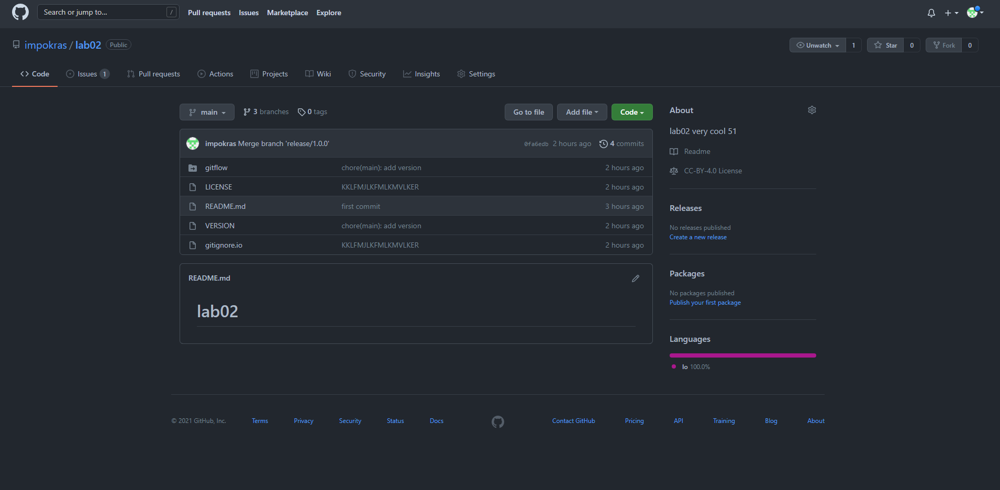 Search or jump to... / Pull requests Issues Marketplace Explore
impokras / lab02 Public Unwatch 1 Star 0 Fork 0
Code Issues 1 Pull requests Actions Projects Wiki Security Insights Settings
main 3 branches 0 tags Go to file Add file Code
impokras Merge branch 'release/1.0.0' 0fa6edb 2 hours ago 4 commits
gitflow chore(main): add version 2 hours ago
LICENSE KKLFMJLKFMLKMVLKER 2 hours ago
README.md first commit 3 hours ago
VERSION chore(main): add version 2 hours ago
gitignore.io KKLFMJLKFMLKMVLKER 2 hours ago
README.md
lab02
About
lab02 very cool 51
Readme
CC-BY-4.0 License
Releases
No releases published
Create a new release
Packages
No packages published
Publish your first package
Languages
Io 100.0%
© 2021 GitHub, Inc. Terms Privacy Security Status Docs Contact GitHub Pricing API Training Blog About